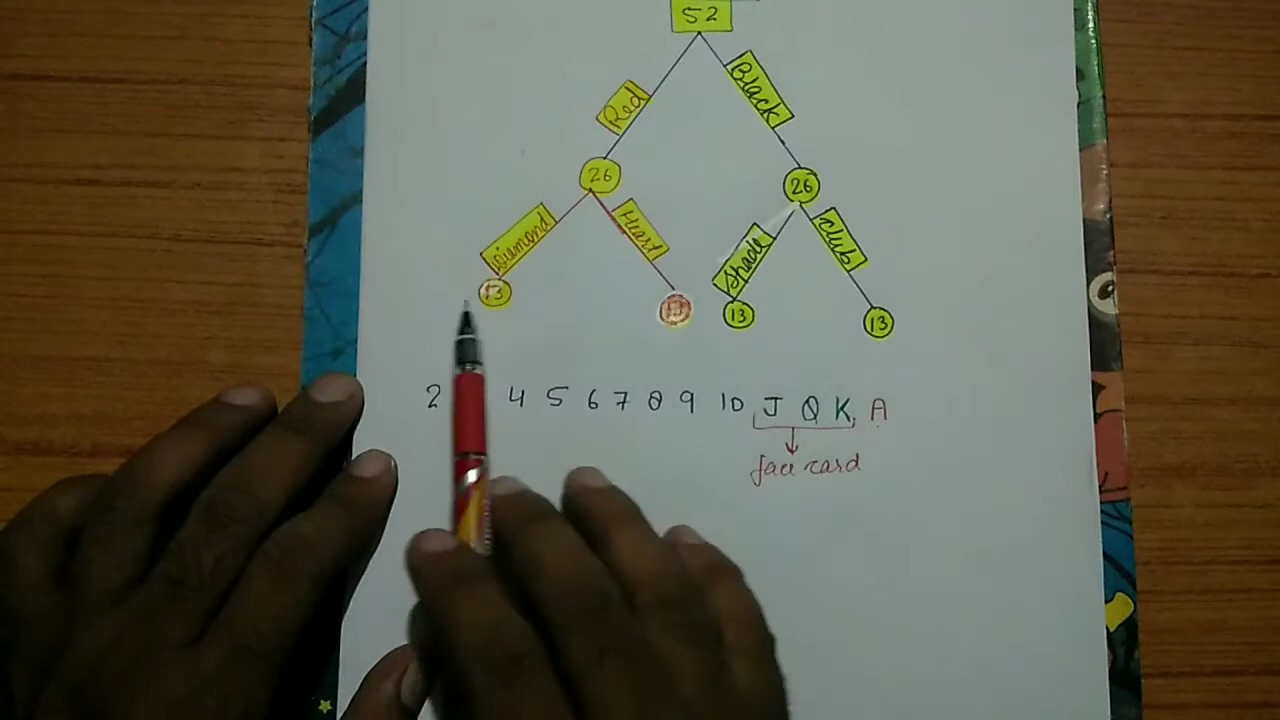 52
Red Black
26 26
Diamond Heart Shade Club
13 13 13 13
2 4 5 6 7 8 9 10 J Q K, A
face card